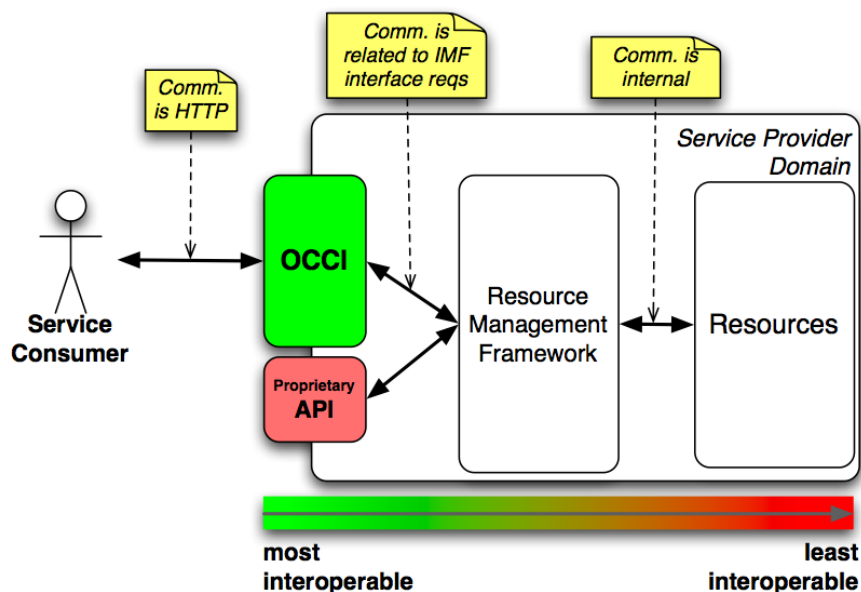 Comm. is
related to IMF
interface reqs
Comm. is
internal
Comm.
is HTTP
Service Provider
Domain
OCCI
Resource
Management
Framework
Resources
Service
Consumer
Proprietary
API
most
interoperable
least
interoperable